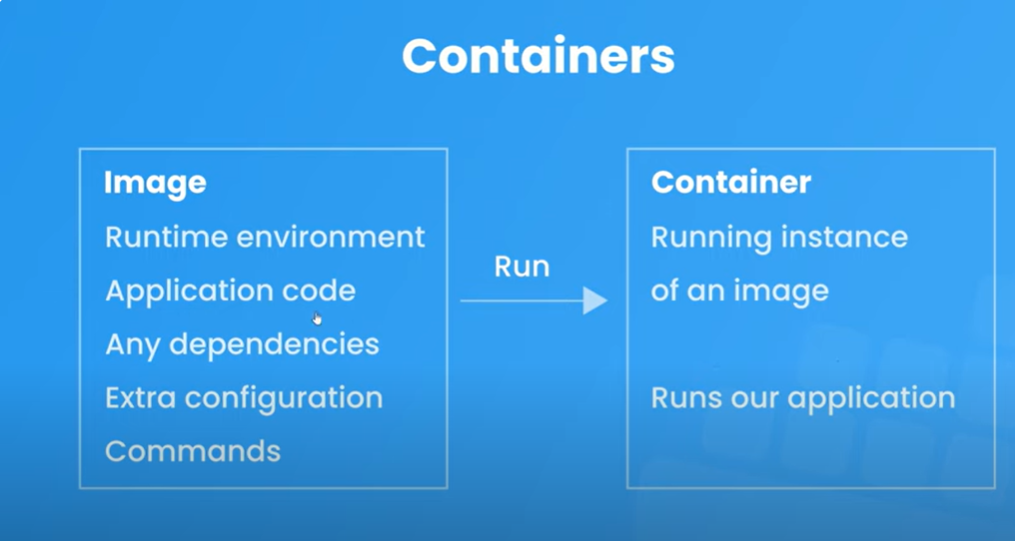 Containers
Image
Runtime environment
Application code
Any dependencies
Extra configuration
Commands
Run
Container
Running instance
of an image
Runs our application